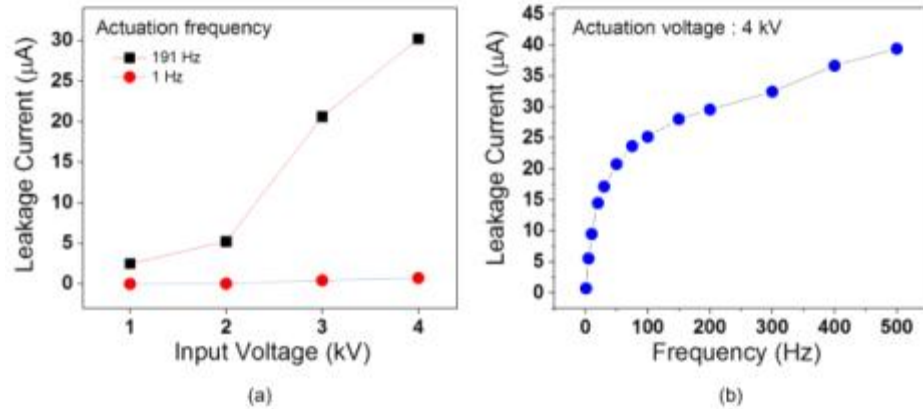 Actuation frequency
191 Hz
1 Hz
Leakage Current (μA)
30
25
20
15
10
5
0
1 2 3 4
Input Voltage (kV)
(a)
Actuation voltage : 4 kV
Leakage Current (μA)
45
40
35
30
25
20
15
10
5
0
0 100 200 300 400 500
Frequency (Hz)
(b)